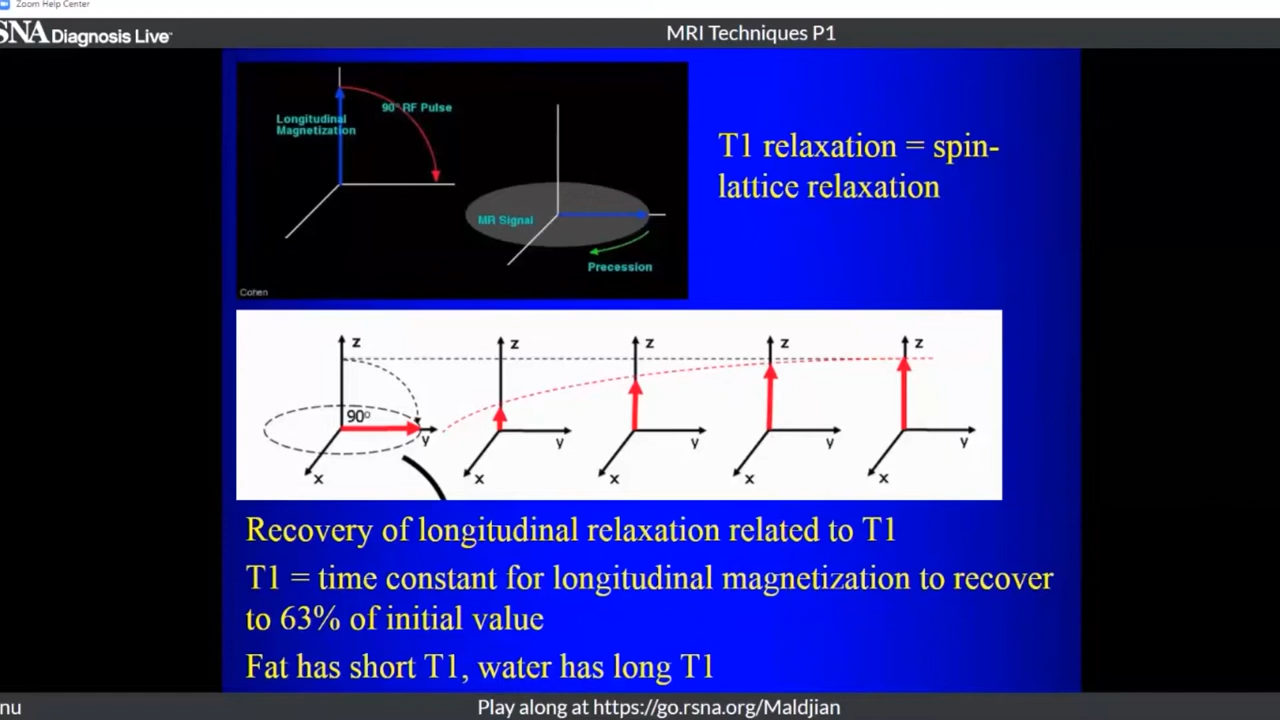 Zoom Help Center
SNA Diagnosis Live™
MRI Techniques P1
Longitudinal
Magnetization
90° RF Pulse
MR Signal
Precession
Cohen
T1 relaxation = spin-
lattice relaxation
z
90°
y
x
z
y
x
z
y
x
z
y
x
z
y
x
Recovery of longitudinal relaxation related to T1
T1 = time constant for longitudinal magnetization to recover
to 63% of initial value
Fat has short T1, water has long T1
nu
Play along at https://go.rsna.org/Maldjian